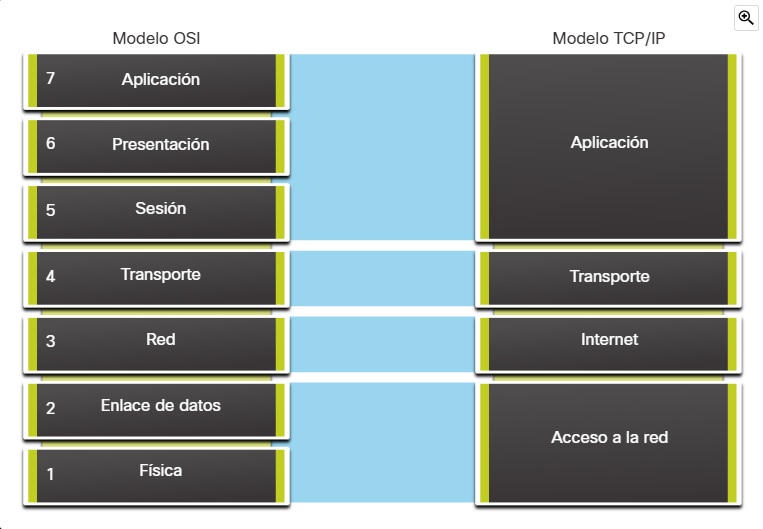 Modelo OSI
Modelo TCP/IP
7 Aplicación
6 Presentación
5 Sesión
4 Transporte
3 Red
2 Enlace de datos
1 Física
Aplicación
Transporte
Internet
Acceso a la red